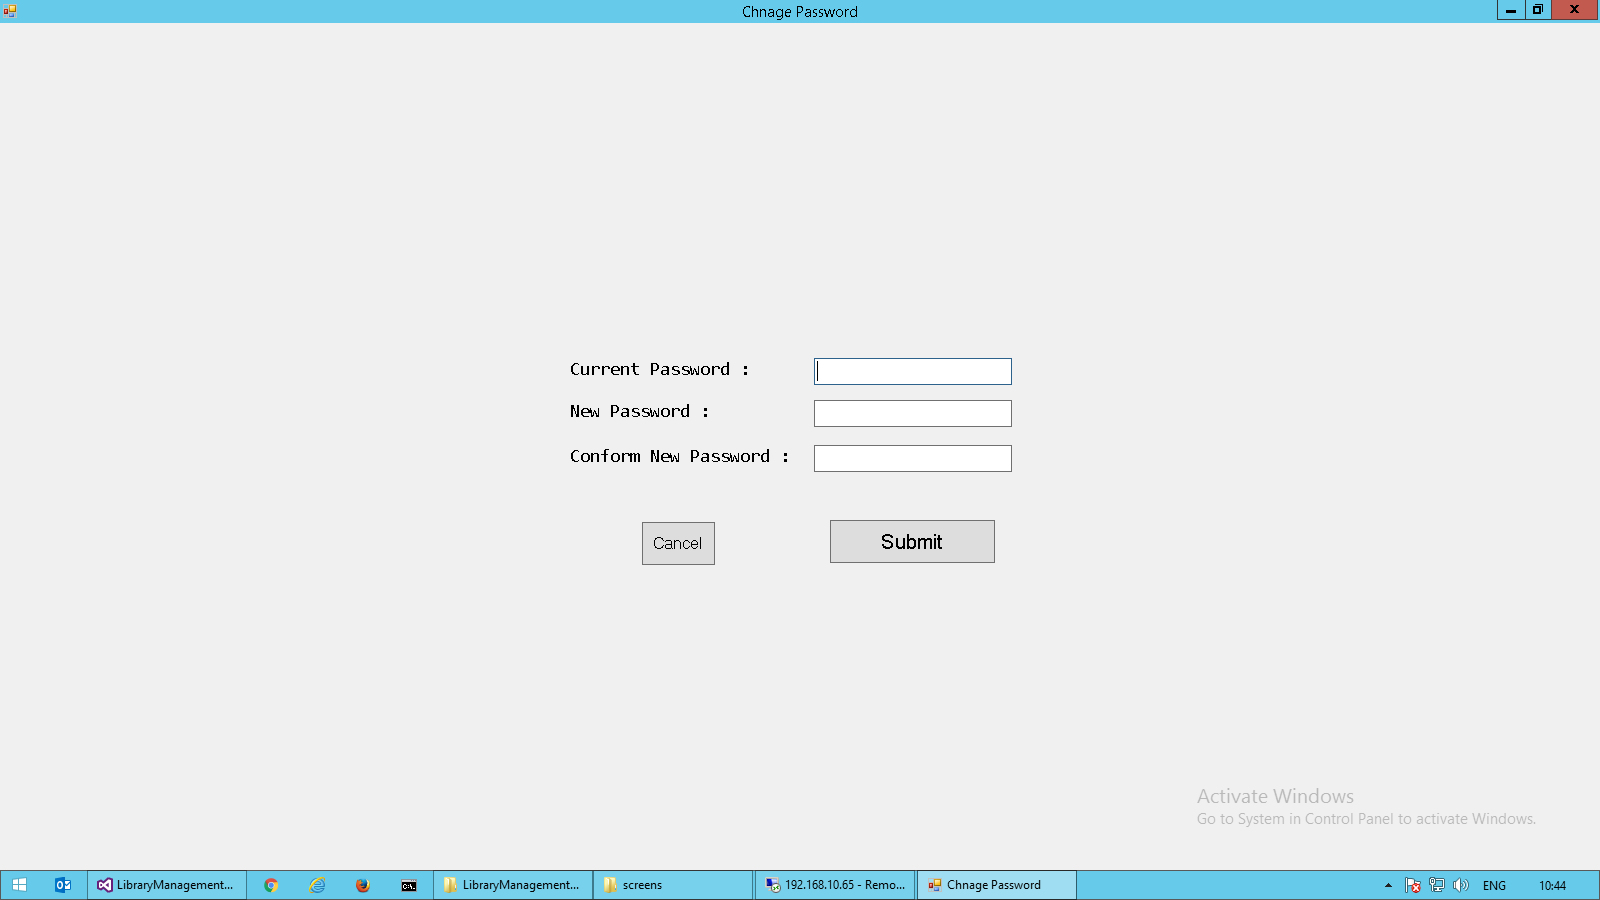 Chnage Password
Current Password :
New Password :
Conform New Password :
Cancel
Submit
Activate Windows
Go to System in Control Panel to activate Windows.
LibraryManagement...
LibraryManagement...
screens
192.168.10.65 - Remo...
Chnage Password
ENG
10:44